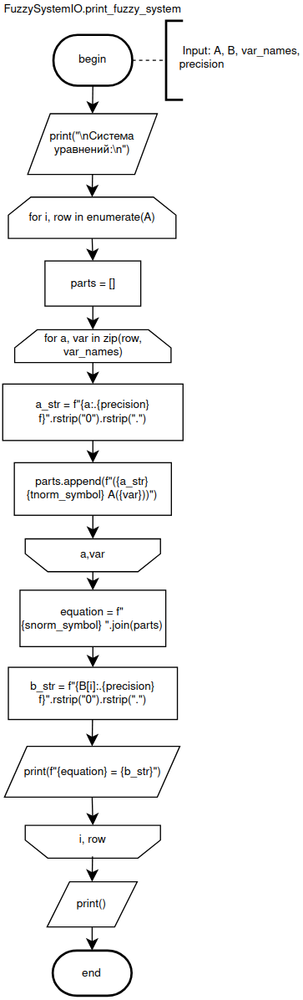 FuzzySystemIO.print_fuzzy_system
begin
Input: A, B, var_names,
precision
print("\nСистема
уравнений:\n")
for i, row in enumerate(A)
parts = []
for a, var in zip(row,
var_names)
a_str = f"{a:.{precision}
f}".rstrip("0").rstrip(".")
parts.append(f"({a_str}
{tnorm_symbol} A({var}))")
a,var
equation = f"
{snorm_symbol} ".join(parts)
b_str = f"{B[i]:.{precision}
f}".rstrip("0").rstrip(".")
print(f"{equation} = {b_str}")
i, row
print()
end